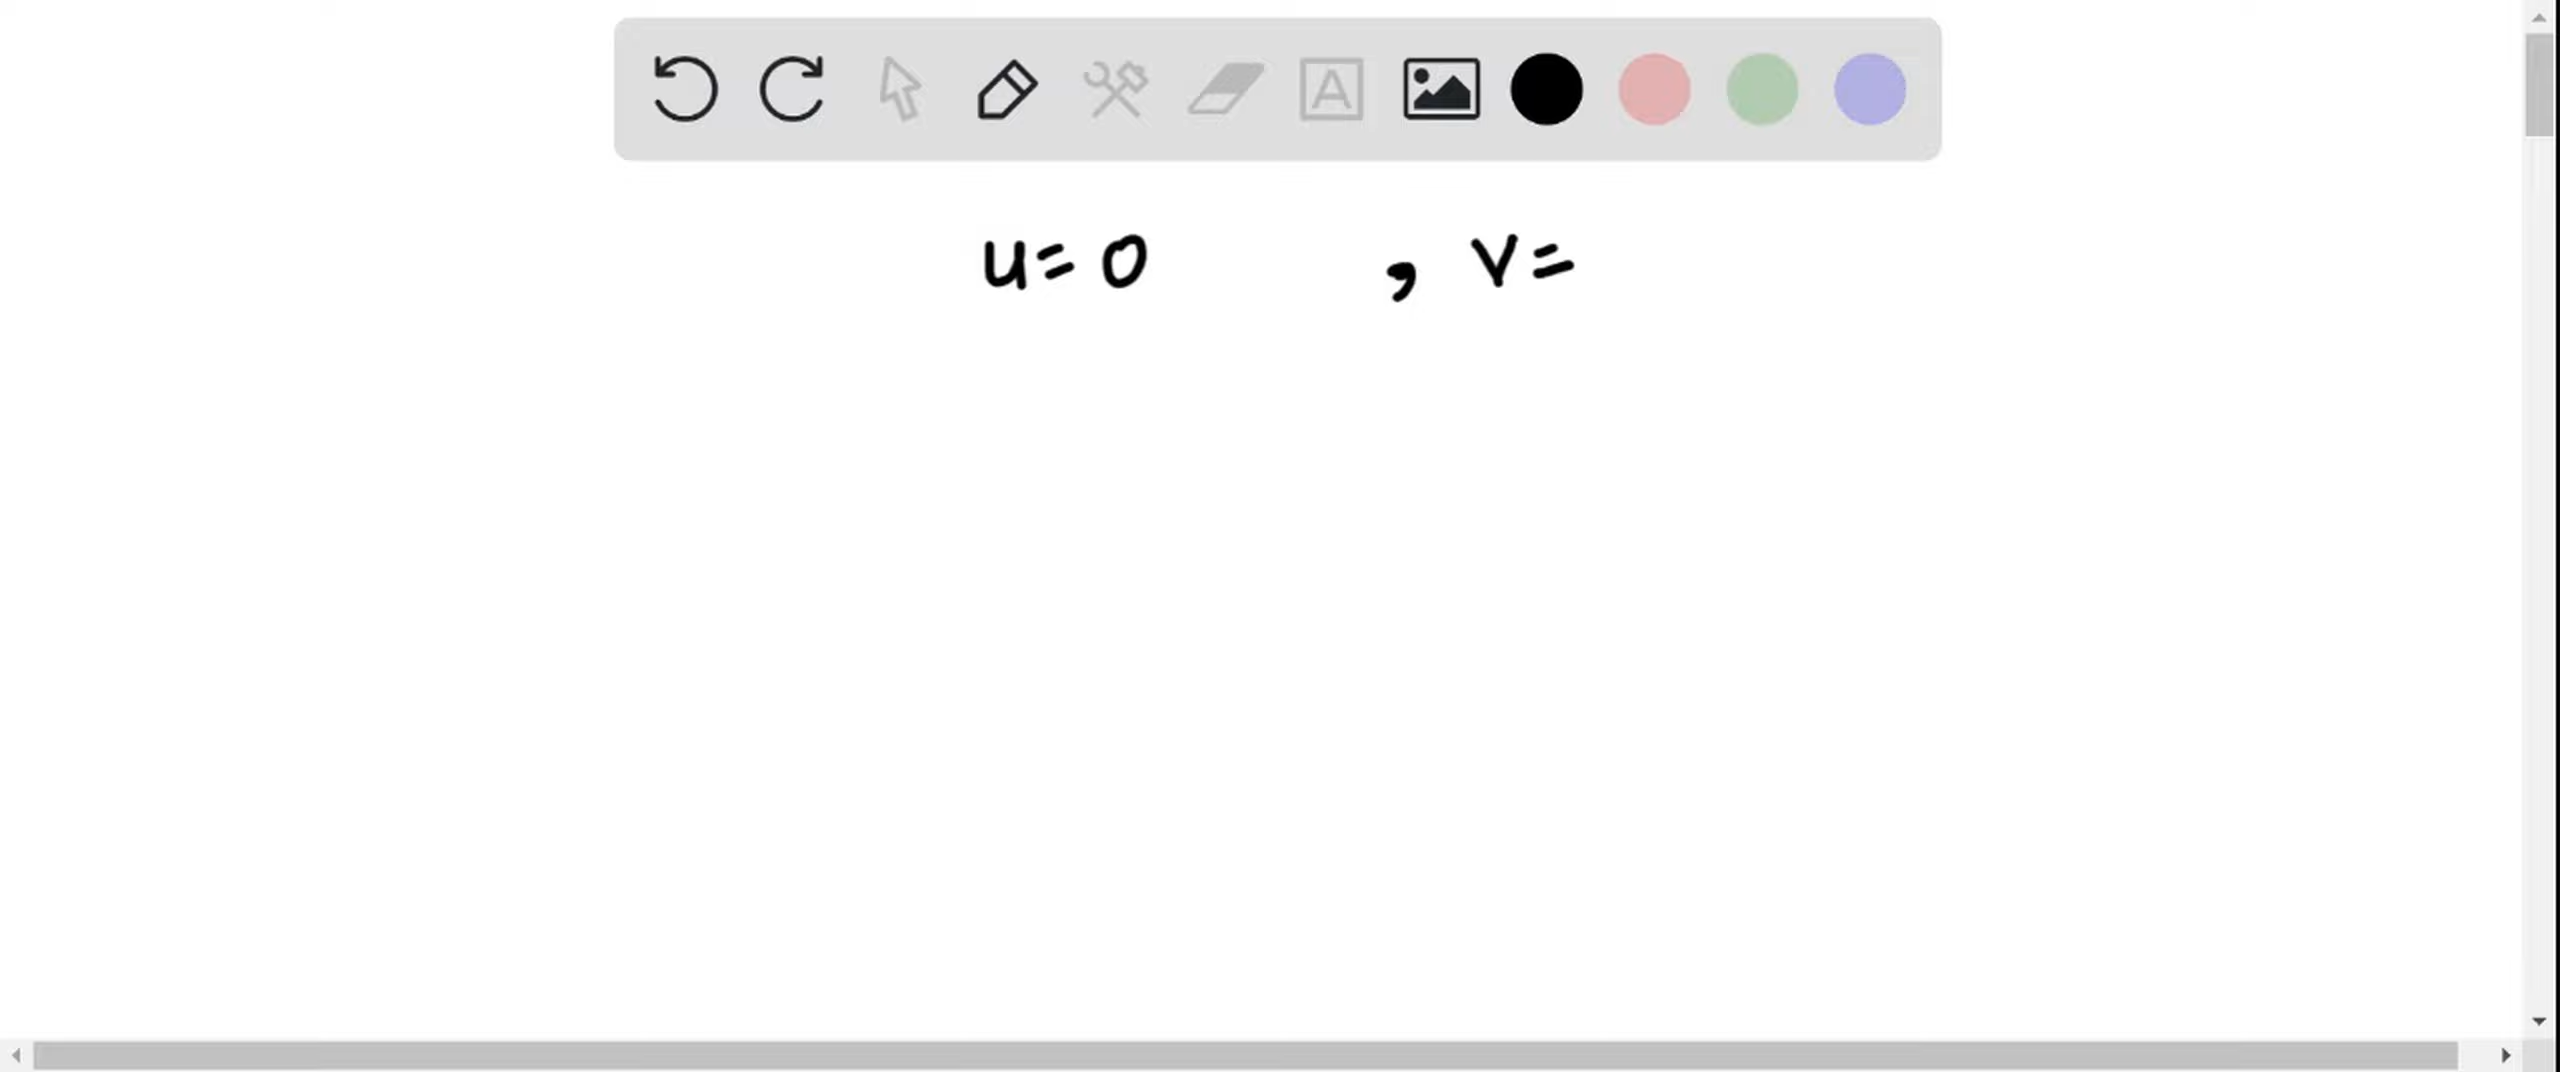 u= 0 , v=